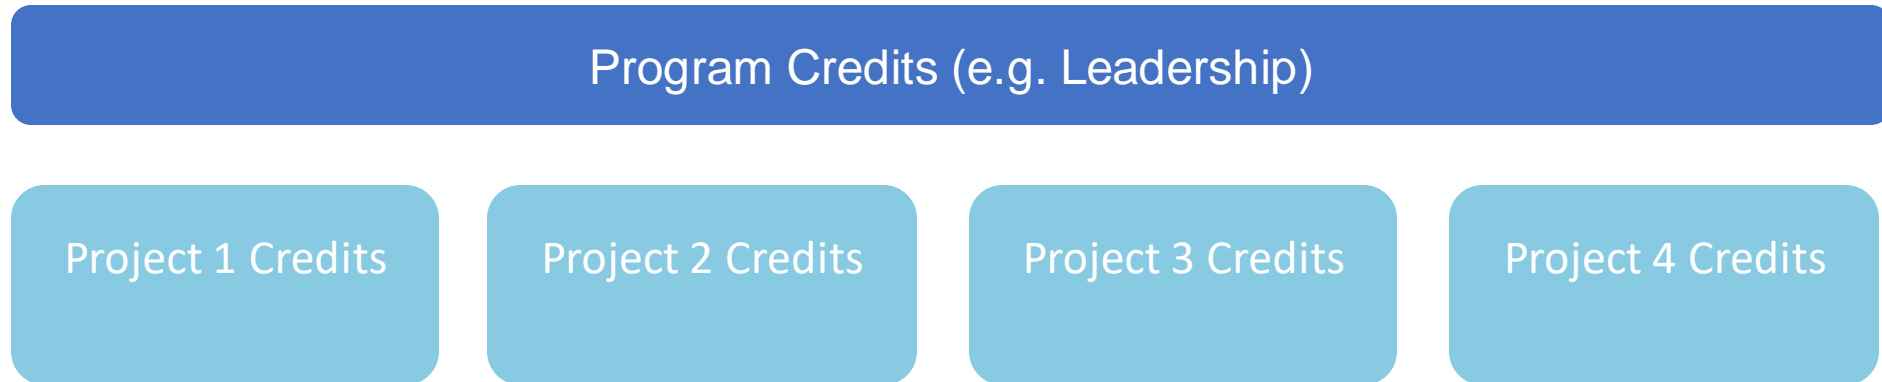 Program Credits (e.g. Leadership)
Project 1 Credits
Project 2 Credits
Project 3 Credits
Project 4 Credits